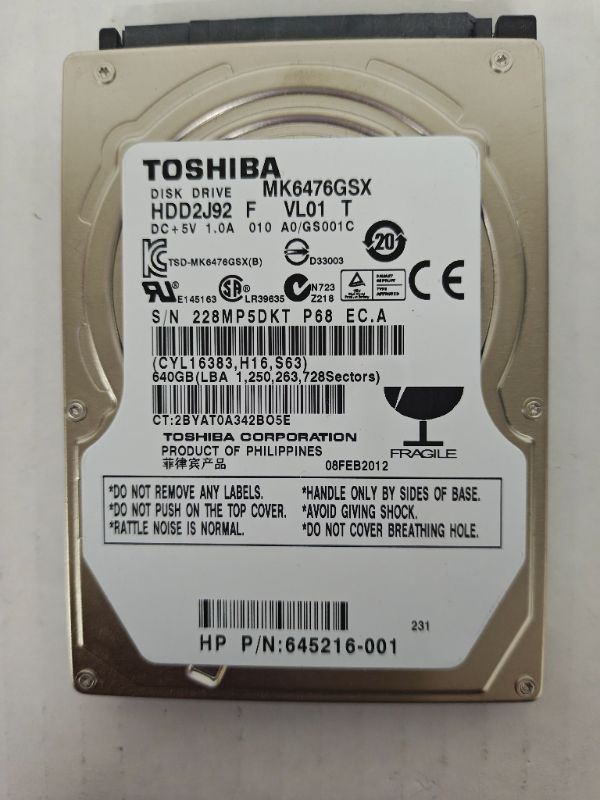 TOSHIBA
DISK DRIVE MK6476GSX
HDD2J92 F VL01 T
DC+5V 1.0A 010 A0/GS001C
20
TSD-MK6476GSX(B)
D33003
E145163
LR39635
N723
Z218
CE
S/N 228MP5DKT P68 EC.A
(CYL16383,H16,S63)
640GB(LBA 1,250,263,728Sectors)
CT:2BYAT0A342BO5E
TOSHIBA CORPORATION
PRODUCT OF PHILIPPINES
菲律宾产品
08FEB2012
FRAGILE
*DO NOT REMOVE ANY LABELS.
*DO NOT PUSH ON THE TOP COVER.
*RATTLE NOISE IS NORMAL.
*HANDLE ONLY BY SIDES OF BASE.
*AVOID GIVING SHOCK.
*DO NOT COVER BREATHING HOLE.
231
HP P/N:645216-001